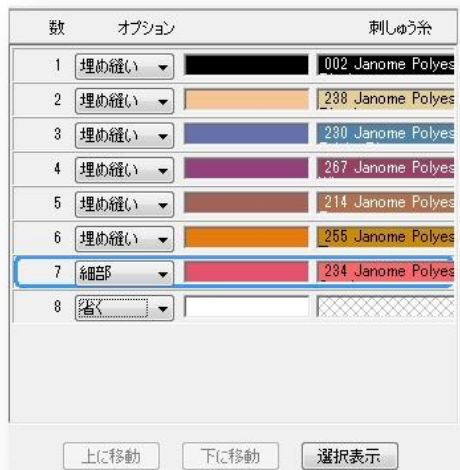 数 オプション 刺しゅう糸
1 埋め縫い 002 Janome Polyes
2 埋め縫い 238 Janome Polyes
3 埋め縫い 230 Janome Polyes
4 埋め縫い 267 Janome Polyes
5 埋め縫い 214 Janome Polyes
6 埋め縫い 255 Janome Polyes
7 細部 234 Janome Polyes
8 省く
上に移動 下に移動 選択表示